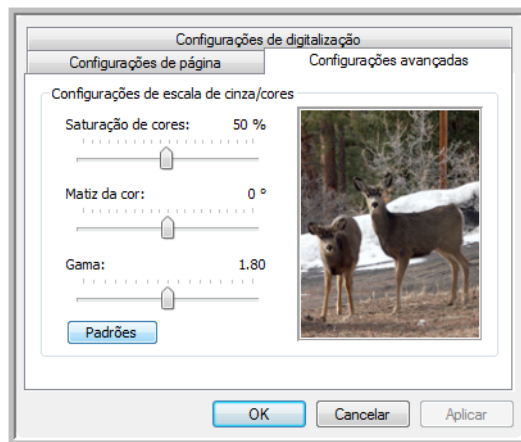 Configurações de digitalização
Configurações de página
Configurações avançadas
Configurações de escala de cinza/cores
Saturação de cores: 50 %
Matiz da cor: 0 °
Gama: 1.80
Padrões
OK
Cancelar
Aplicar